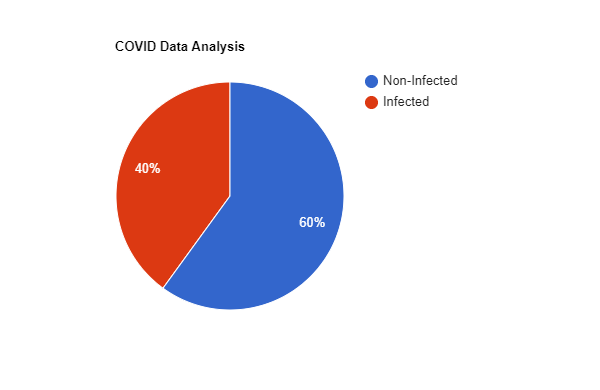 COVID Data Analysis
Non-Infected
Infected
40%
60%